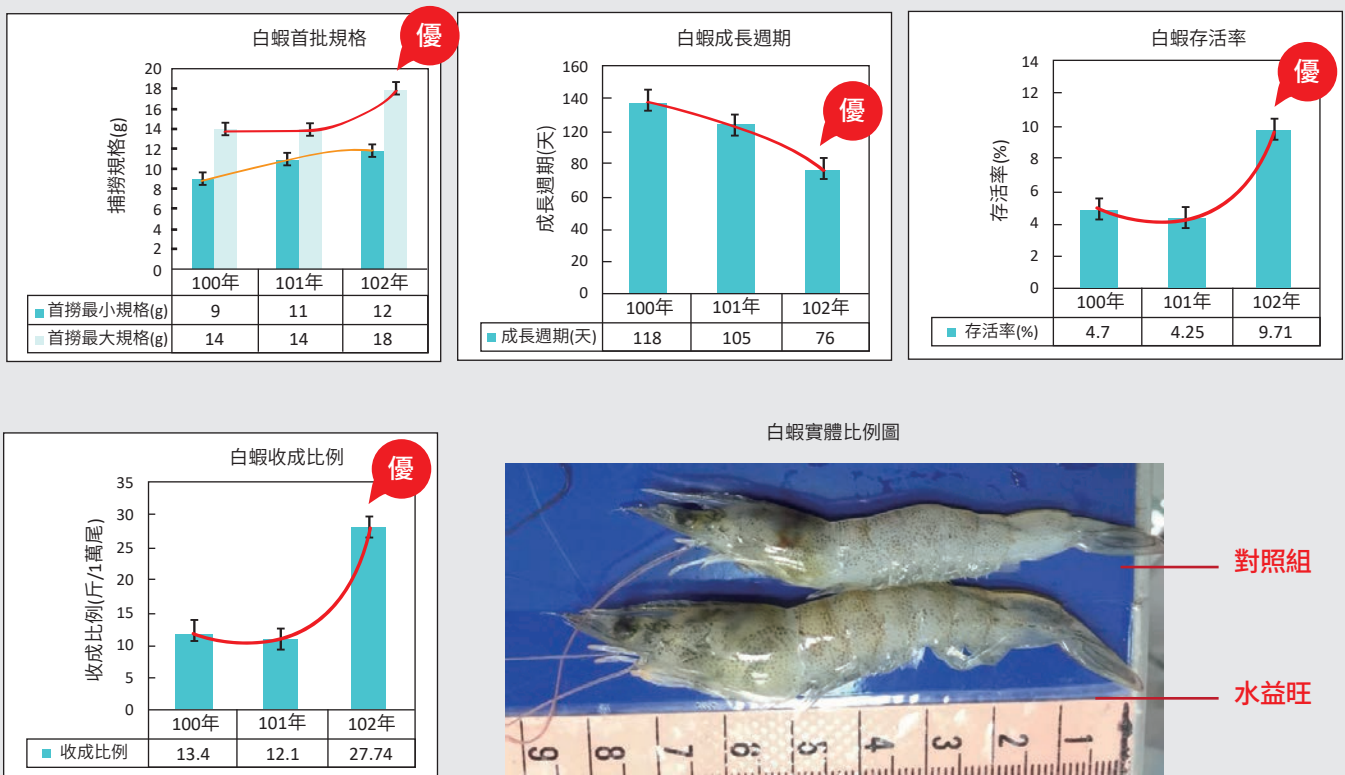 白蝦首批規格
優
捕撈規格(g)
20
18
16
14
12
10
8
6
4
2
0
100年 101年 102年
首撈最小規格(g) 9 11 12
首撈最大規格(g) 14 14 18
白蝦成長週期
優
成長週期(天)
160
140
120
80
60
40
20
0
100年 101年 102年
成長週期(天) 118 105 76
白蝦存活率
優
存活率(%)
14
12
10
8
6
4
2
0
100年 101年 102年
存活率(%) 4.7 4.25 9.71
白蝦收成比例
優
收成比例(斤/1萬尾)
35
30
25
20
15
10
5
0
100年 101年 102年
收成比例 13.4 12.1 27.74
白蝦實體比例圖
對照組
水益旺
9 8 7 6 5 4 3 2 1